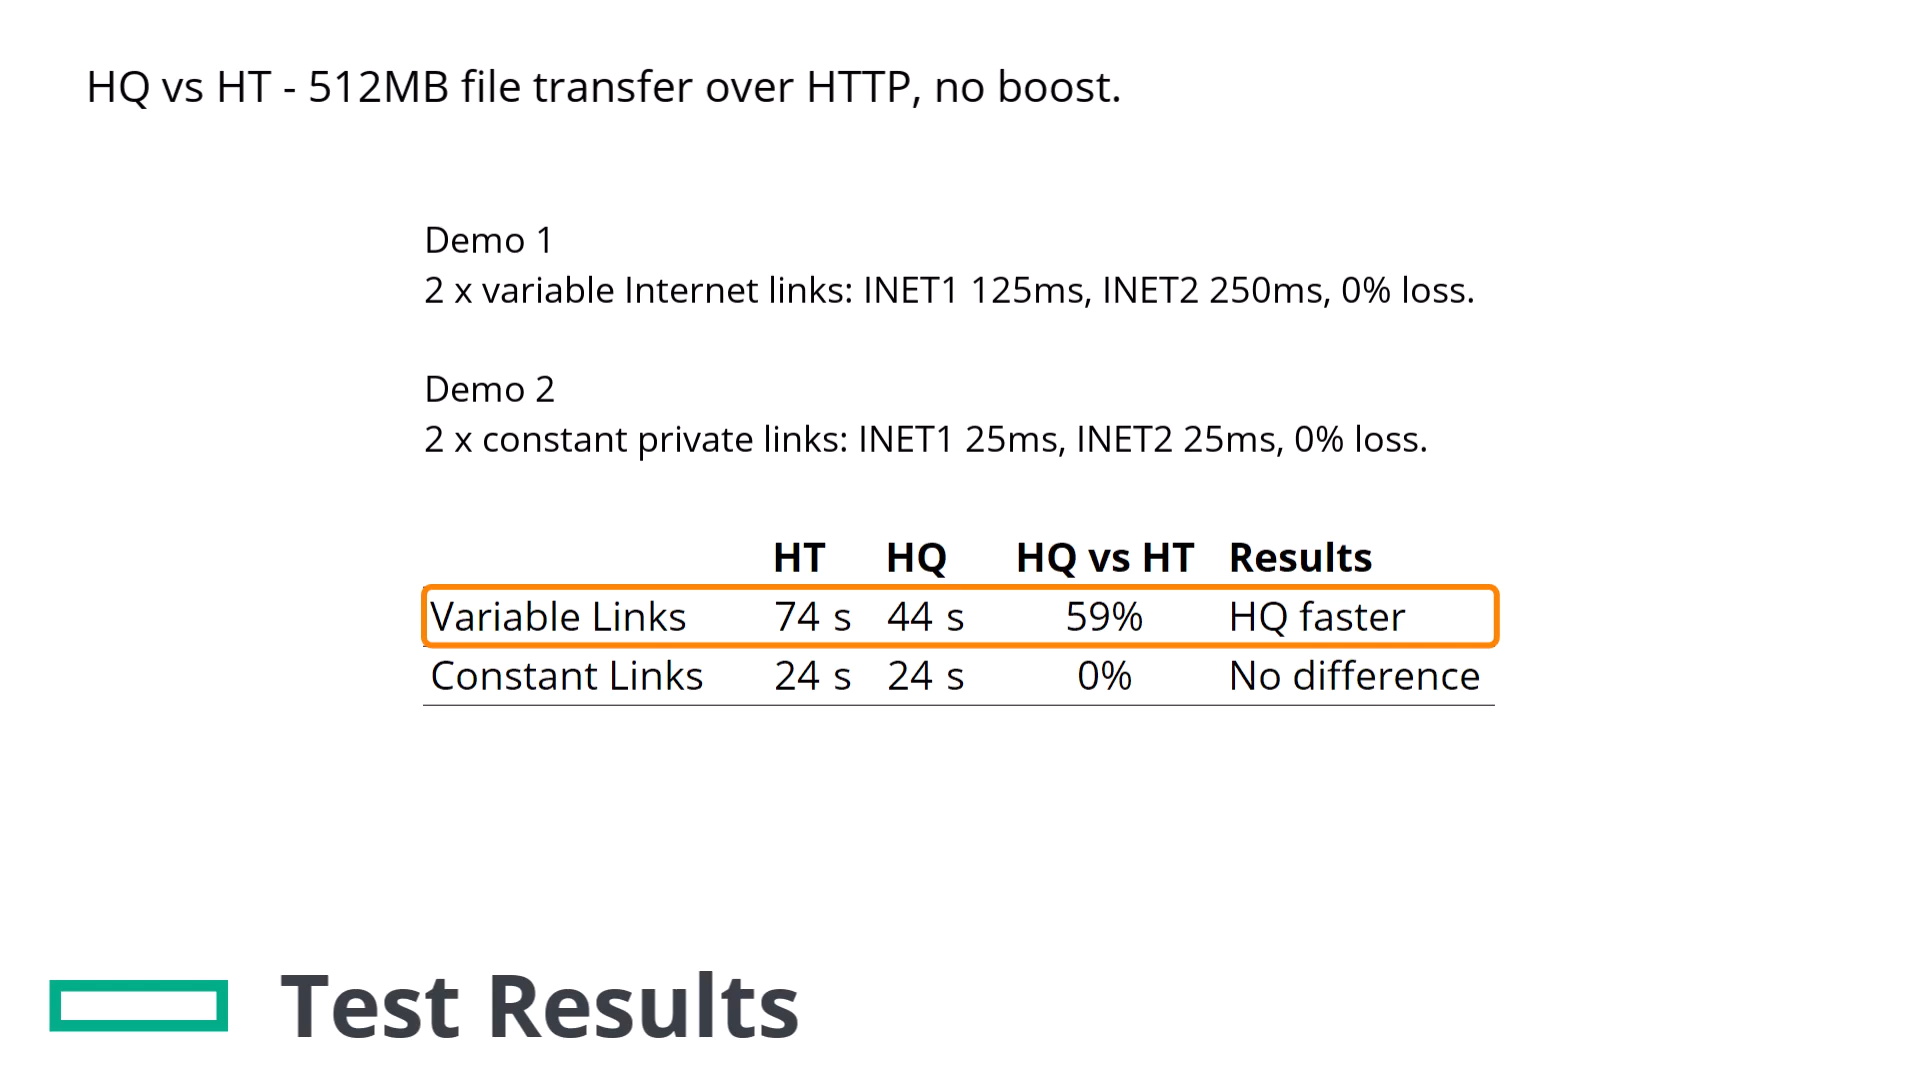 HQ vs HT - 512MB file transfer over HTTP, no boost.
Demo 1
2 x variable Internet links: INET1 125ms, INET2 250ms, 0% loss.
Demo 2
2 x constant private links: INET1 25ms, INET2 25ms, 0% loss.
HT HQ HQ vs HT Results
Variable Links 74 s 44 s 59% HQ faster
Constant Links 24 s 24 s 0% No difference
Test Results